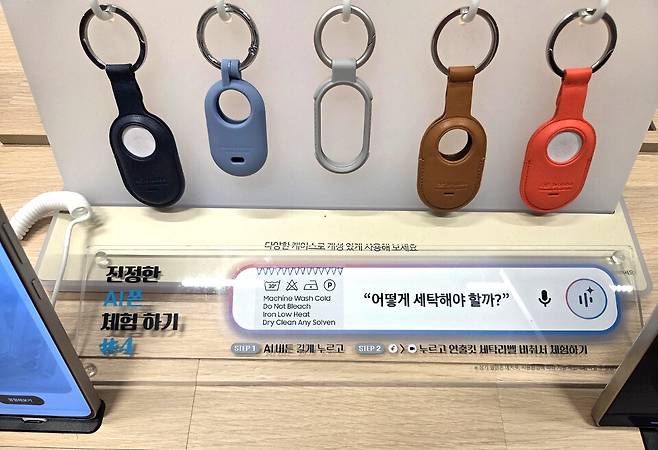 다양한 케이스로 개성 있게 사용해 보세요
진정한
AI폰
체험 하기
#4
30°
P
Machine Wash Cold
Do Not Bleach
Iron Low Heat
Dry Clean Any Solven
“어떻게 세탁해야 할까?”
STEP 1 AI 버튼 길게 누르고
STEP 2 누르고 연출컷 세탁라벨 비춰서 체험하기